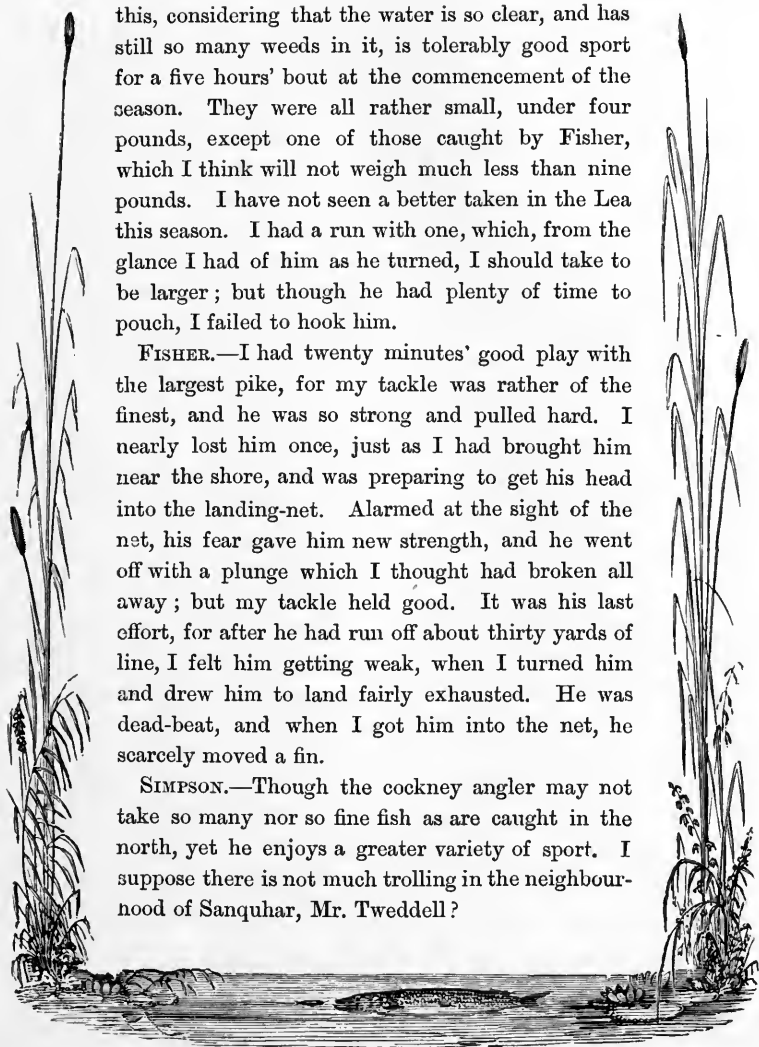 this, considering that the water is so clear, and has
still so many weeds in it, is tolerably good sport
for a five hours' bout at the commencement of the
season. They were all rather small, under four
pounds, except one of those caught by Fisher,
which I think will not weigh much less than nine
pounds. I have not seen a better taken in the Lea
this season. I had a run with one, which, from the
glance I had of him as he turned, I should take to
be larger; but though he had plenty of time to
pouch, I failed to hook him.
FISHER.—I had twenty minutes' good play with
the largest pike, for my tackle was rather of the
finest, and he was so strong and pulled hard. I
nearly lost him once, just as I had brought him
near the shore, and was preparing to get his head
into the landing-net. Alarmed at the sight of the
net, his fear gave him new strength, and he went
off with a plunge which I thought had broken all
away; but my tackle held good. It was his last
effort, for after he had run off about thirty yards of
line, I felt him getting weak, when I turned him
and drew him to land fairly exhausted. He was
dead-beat, and when I got him into the net, he
scarcely moved a fin.
SIMPSON.—Though the cockney angler may not
take so many nor so fine fish as are caught in the
north, yet he enjoys a greater variety of sport. I
suppose there is not much trolling in the neighbour-
hood of Sanquhar, Mr. Tweddell?